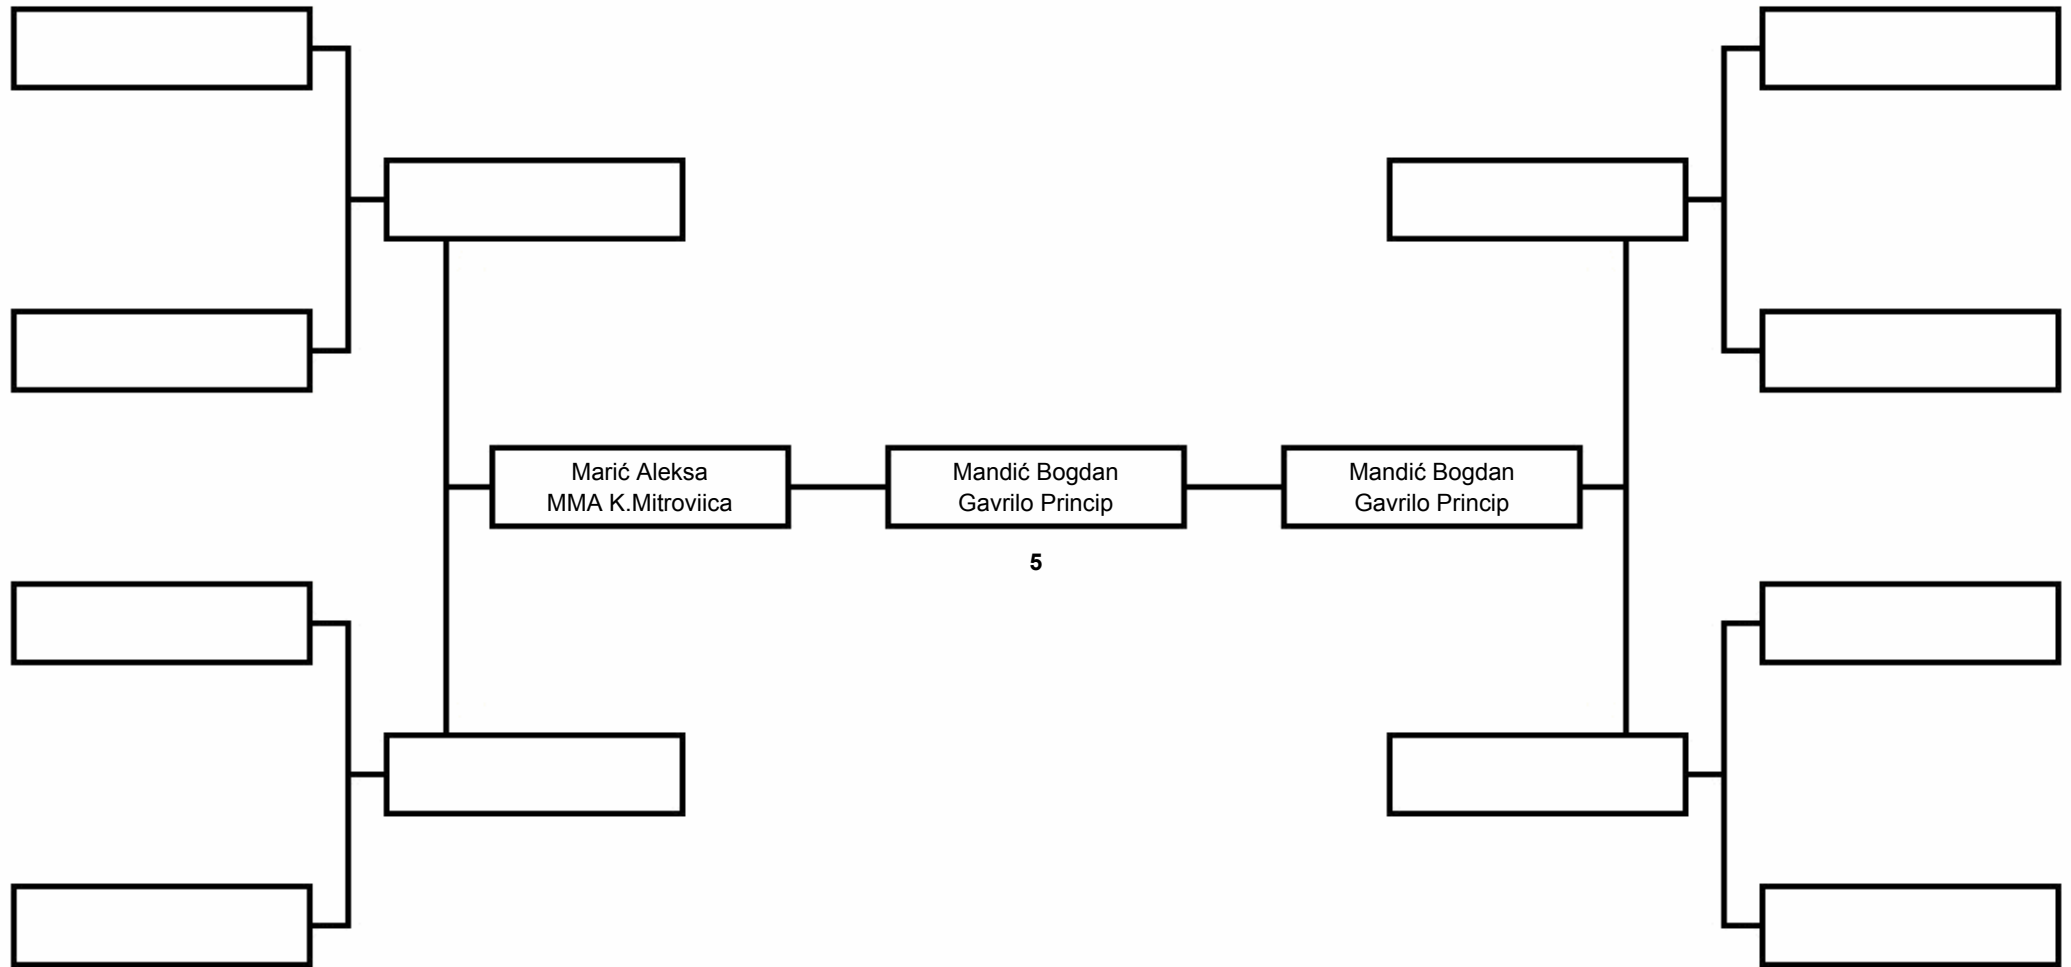 Marić Aleksa
MMA K.Mitroviica
Mandić Bogdan
Gavrilo Princip
5
Mandić Bogdan
Gavrilo Princip